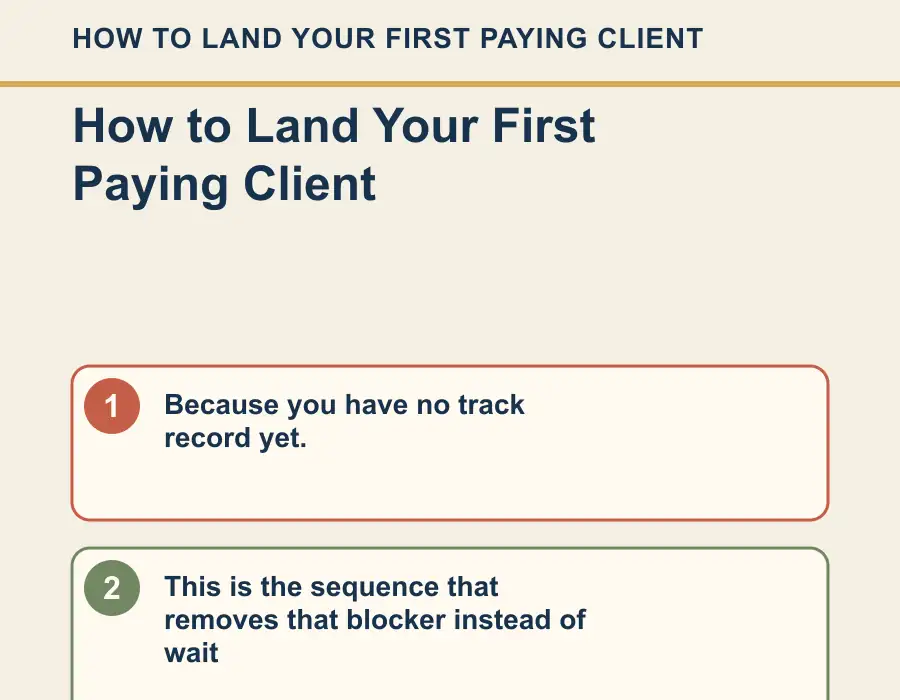 HOW TO LAND YOUR FIRST PAYING CLIENT
How to Land Your First
Paying Client
1
Because you have no track
record yet.
2
This is the sequence that
removes that blocker instead of
wait